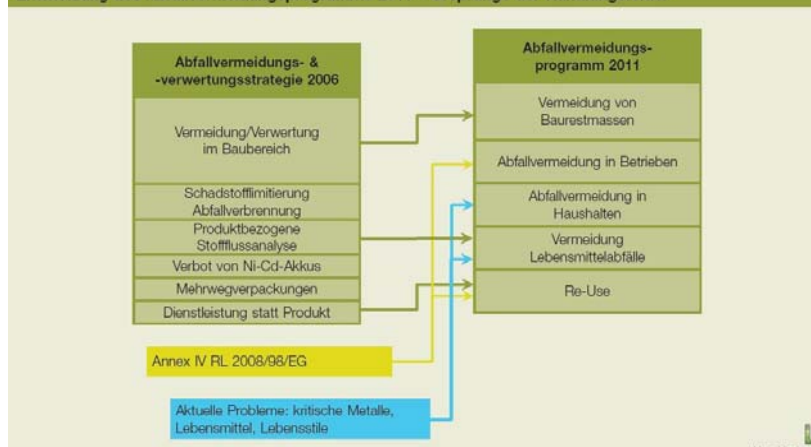 Abfallvermeidungs- &
-verwertungsstrategie 2006
Vermeidung/Verwertung
im Baubereich
Schadstofflimitierung
Abfallverbrennung
Produktbezogene
Stoffflussanalyse
Verbot von Ni-Cd-Akkus
Mehrwegverpackungen
Dienstleistung statt Produkt
Annex IV RL 2008/98/EG
Aktuelle Probleme: kritische Metalle,
Lebensmittel, Lebensstile
Abfallvermeidungs-
programm 2011
Vermeidung von
Baurestmassen
Abfallvermeidung in Betrieben
Abfallvermeidung in
Haushalten
Vermeidung
Lebensmittelabfälle
Re-Use